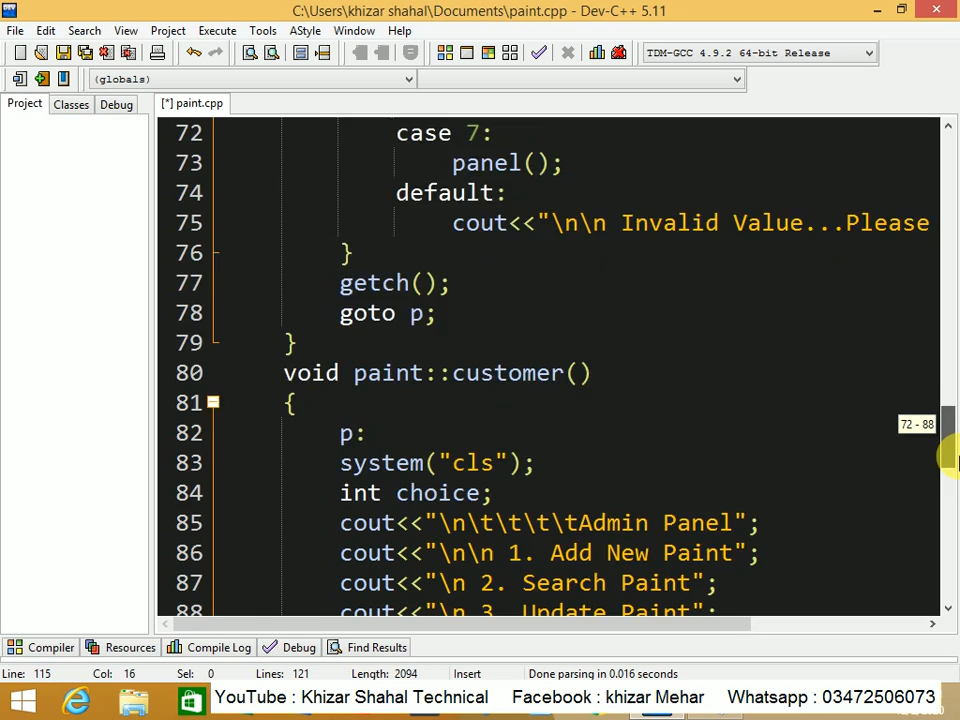 C:\Users\khizar shahal\Documents\paint.cpp - Dev-C++ 5.11
File Edit Search View Project Execute Tools AStyle Window Help
TDM-GCC 4.9.2 64-bit Release
(globals)
Project Classes Debug [*] paint.cpp
72 case 7:
73 panel();
74 default:
75 cout<<"\n\n Invalid Value...Please
76 }
77 getch();
78 goto p;
79 }
80 void paint::customer()
81 {
72 - 88
82 p:
83 system("cls");
84 int choice;
85 cout<<"\n\t\t\t\tAdmin Panel";
86 cout<<"\n\n 1. Add New Paint";
87 cout<<"\n 2. Search Paint";
88 cout<<"\n 3. Update Paint";
Compiler Resources Compile Log Debug Find Results
Line: 115 Col: 16 Sel: 0 Lines: 121 Length: 2094 Insert Done parsing in 0.016 seconds
YouTube : Khizar Shahal Technical Facebook : khizar Mehar Whatsapp : 03472506073